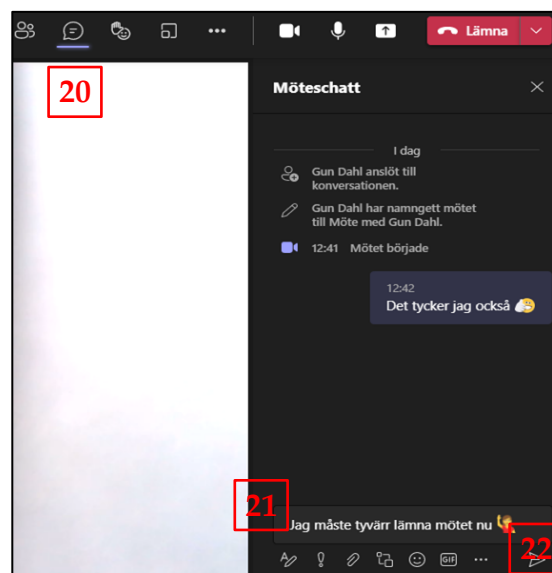 Lämna
20
Möteschatt
I dag
Gun Dahl anslöt till
konversationen.
Gun Dahl har namngett mötet
till Möte med Gun Dahl.
12:41 Mötet började
12:42
Det tycker jag också
21
Jag måste tyvärr lämna mötet nu
22
GIF